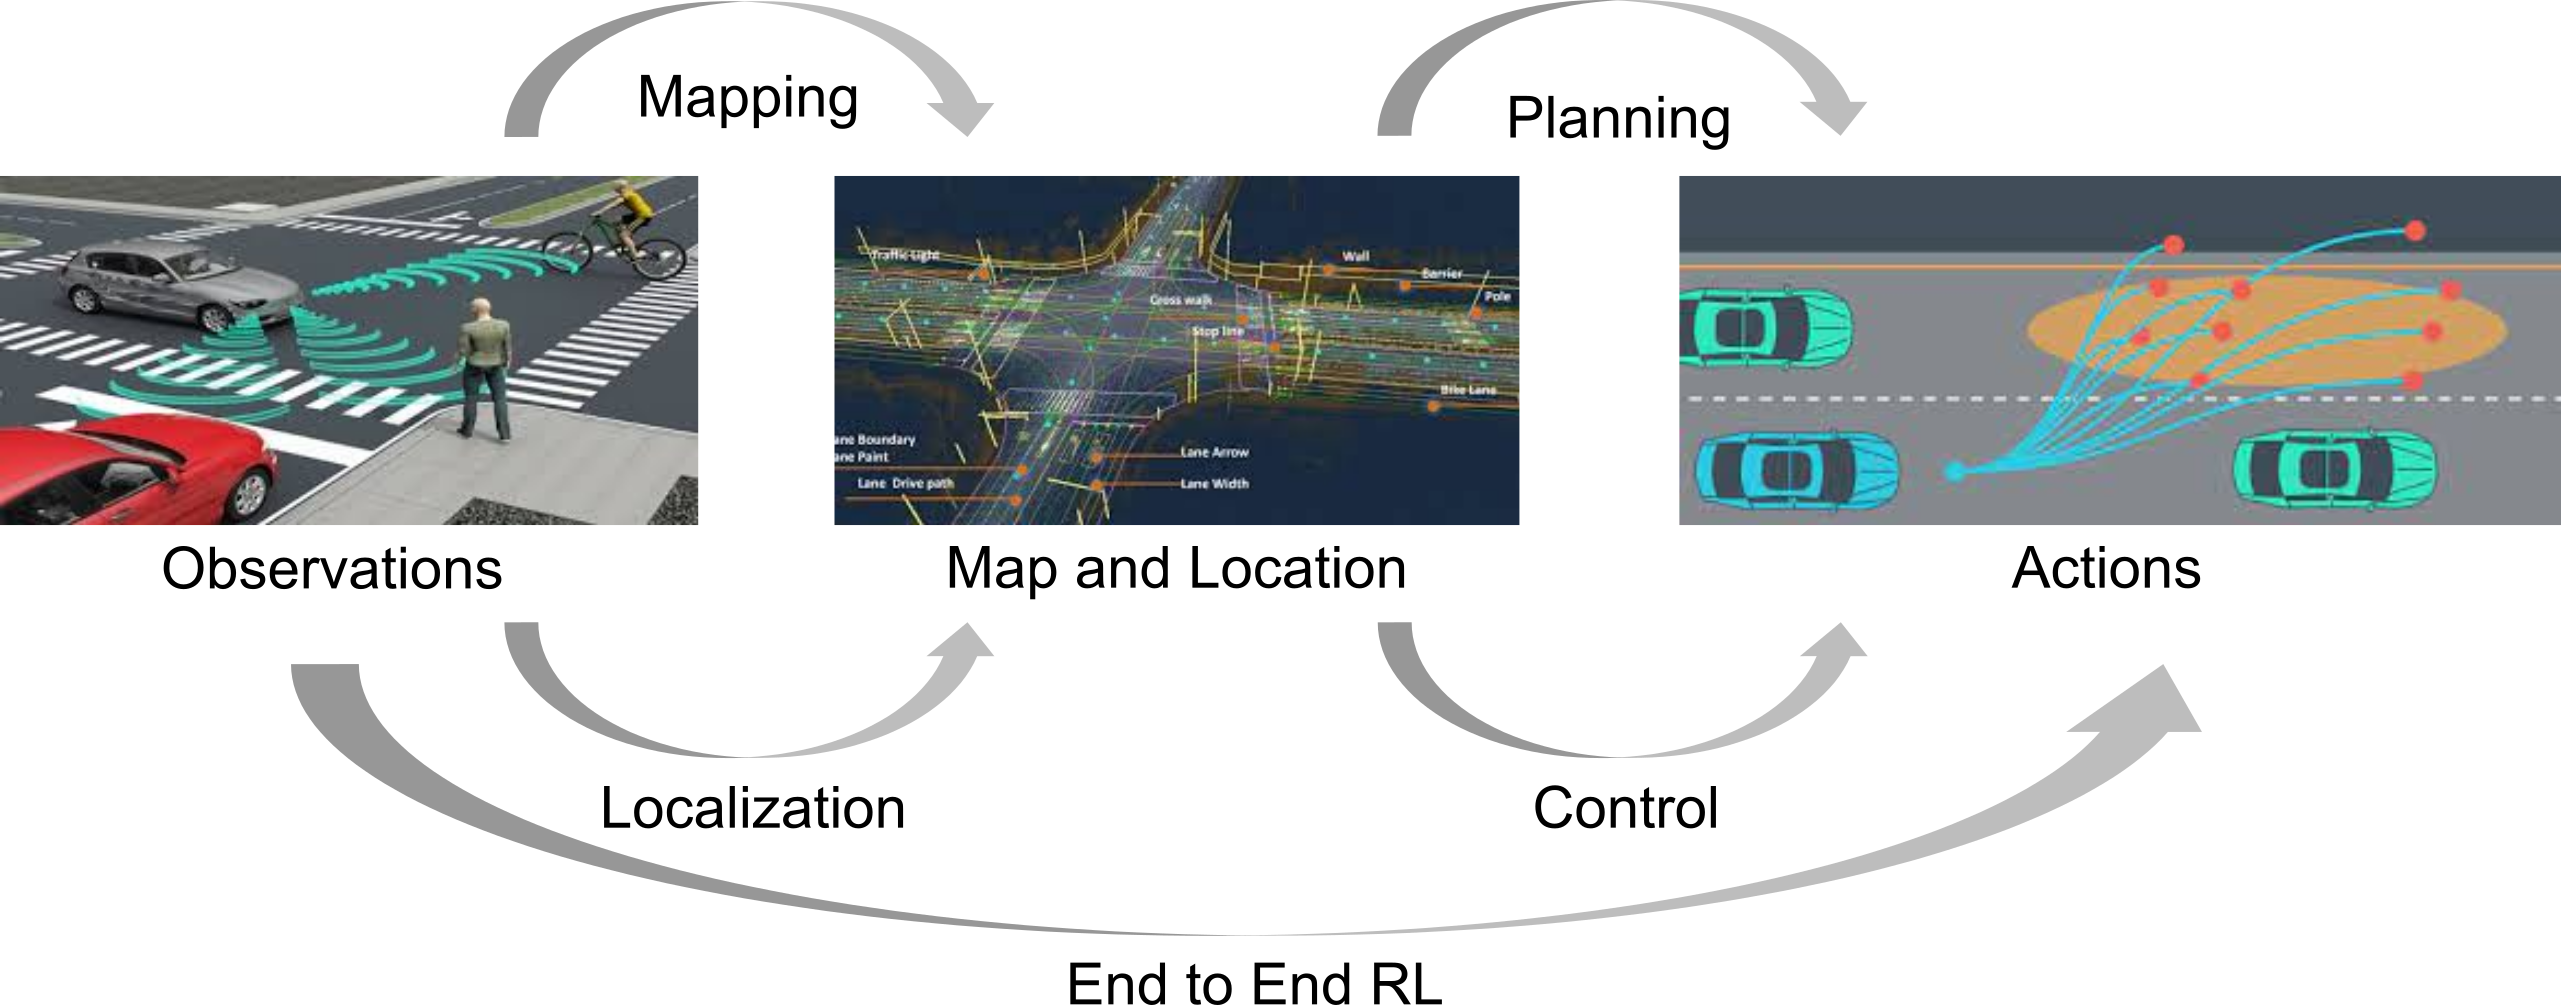 Mapping
Planning
Traffic Light
Wall
Barrier
Pole
Cross walk
Stop line
Bike Lane
ane Boundary
ane Paint
Lane Drive path
Lane Arrow
Lane Width
Observations
Map and Location
Actions
Localization
Control
End to End RL